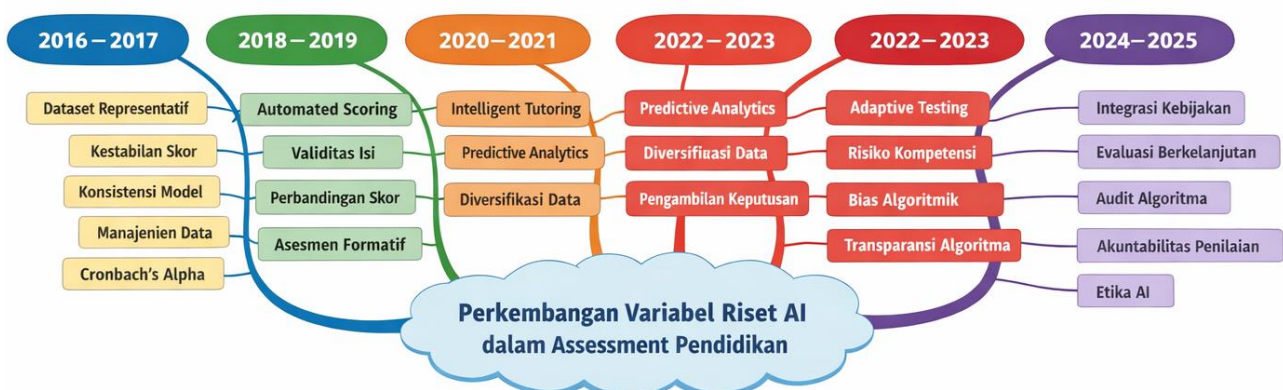 2016–2017
Dataset Representatif
Kestabilan Skor
Konsistensi Model
Manajenien Data
Cronbach's Alpha
2018–2019
Automated Scoring
Validitas Isi
Perbandingan Skor
Asesmen Formatif
2020–2021
Intelligent Tutoring
Predictive Analytics
Diversifikasi Data
2022–2023
Predictive Analytics
Diversifikasi Data
Pengambilan Keputusan
2022–2023
Adaptive Testing
Risiko Kompetensi
Bias Algoritmik
Transparansi Algoritma
2024–2025
Integrasi Kebijakan
Evaluasi Berkelanjutan
Audit Algoritma
Akuntabilitas Penilaian
Etika AI
Perkembangan Variabel Riset AI
dalam Assessment Pendidikan